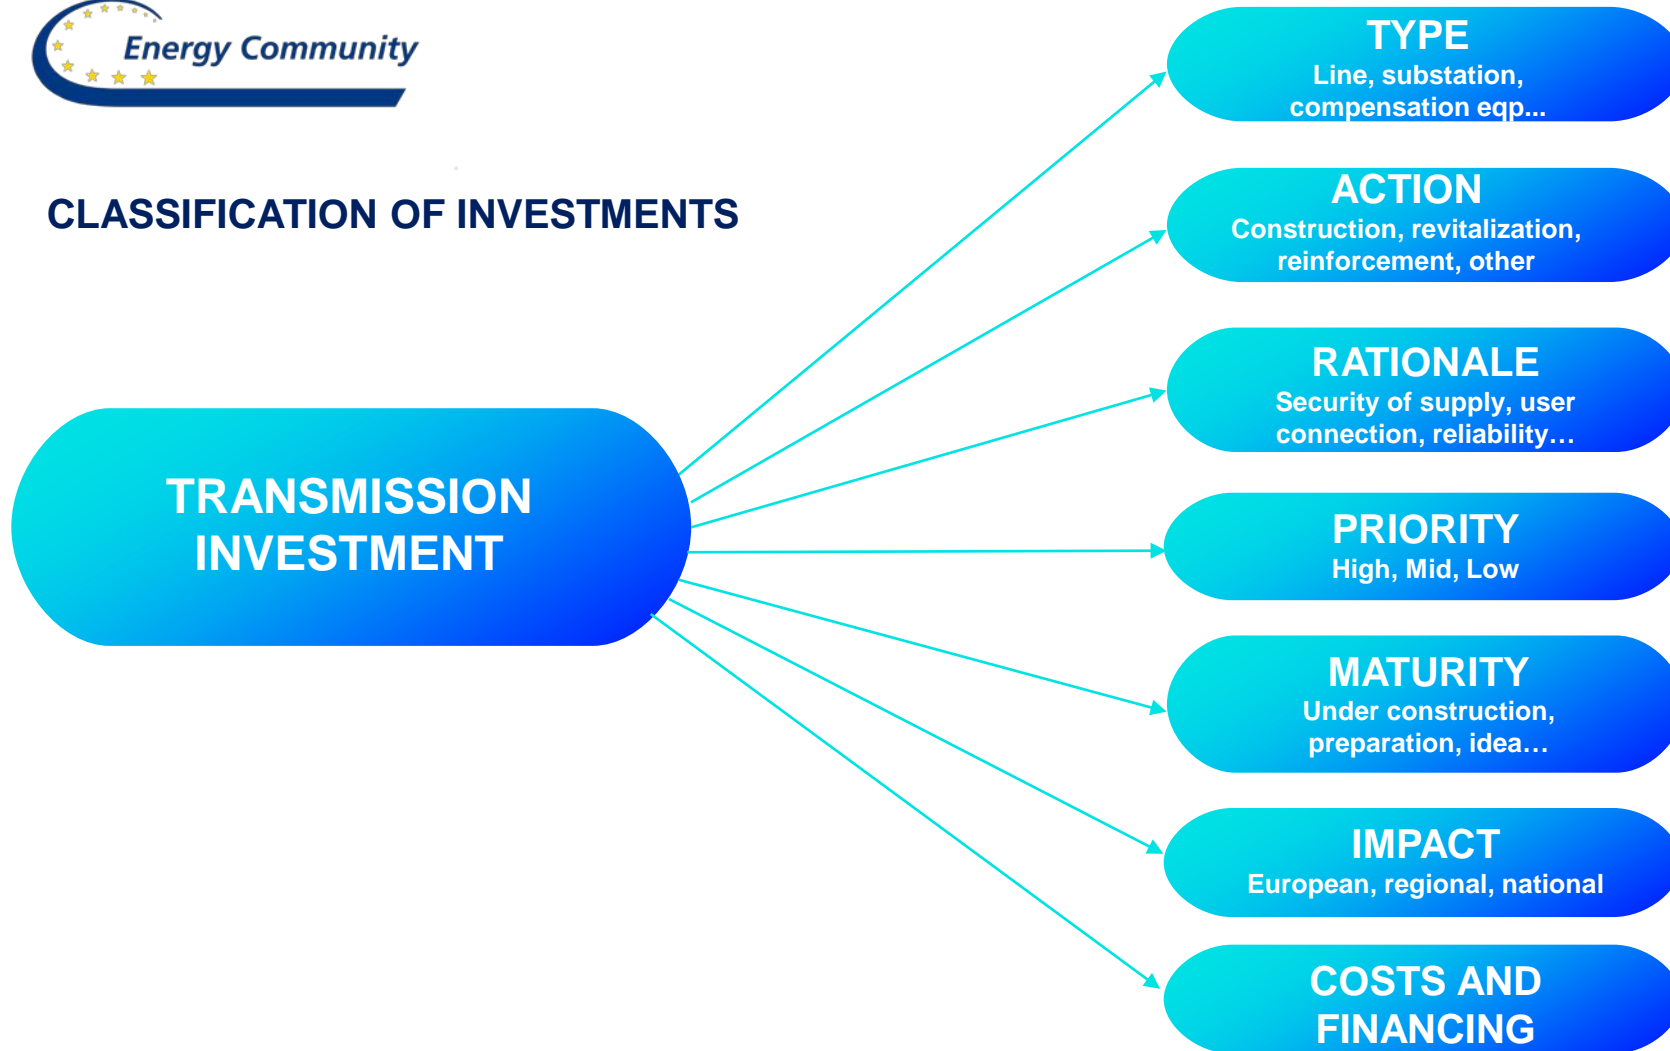 Energy Community
CLASSIFICATION OF INVESTMENTS
TRANSMISSION
INVESTMENT
TYPE
Line, substation,
compensation eqp...
ACTION
Construction, revitalization,
reinforcement, other
RATIONALE
Security of supply, user
connection, reliability…
PRIORITY
High, Mid, Low
MATURITY
Under construction,
preparation, idea…
IMPACT
European, regional, national
COSTS AND
FINANCING